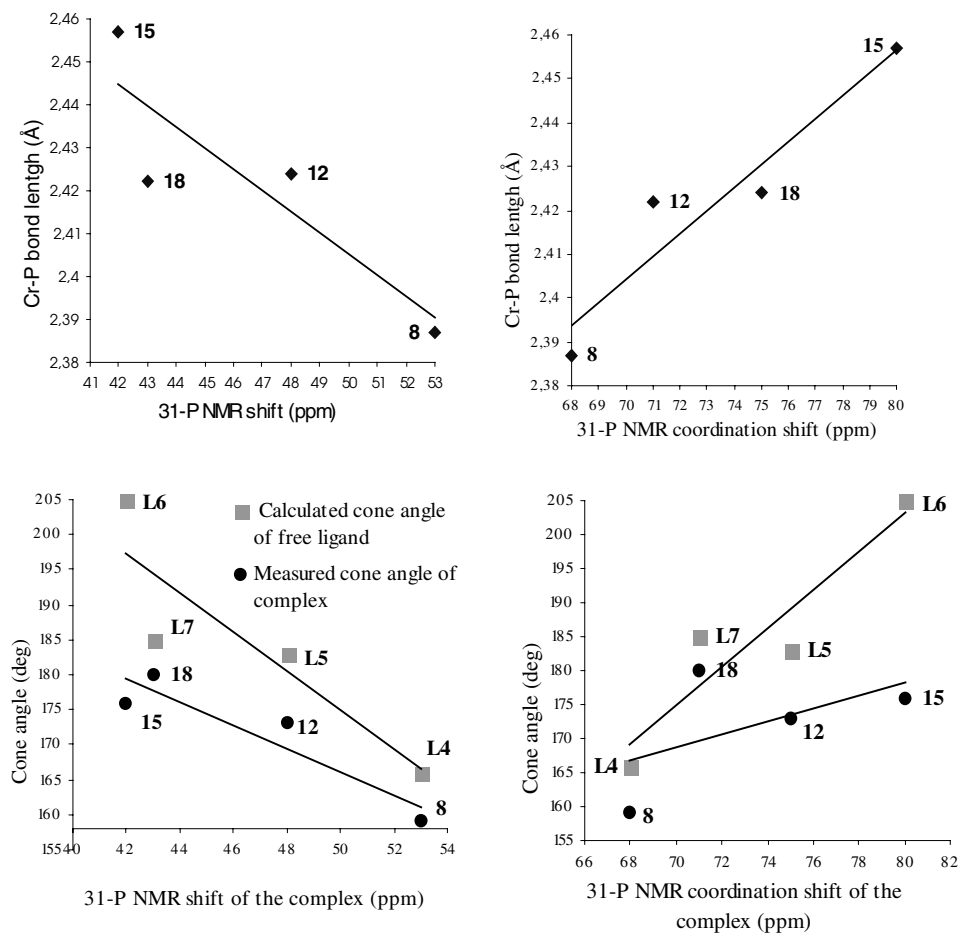 2,46
2,45
2,44
2,43
2,42
2,41
2,4
2,39
2,38
Cr-P bond lentgh (Å)
15
18
12
8
41 42 43 44 45 46 47 48 49 50 51 52 53
31-P NMR shift (ppm)
2,46
2,45
2,44
2,43
2,42
2,41
2,4
2,39
2,38
Cr-P bond lentgh (Å)
15
12
18
8
68 69 70 71 72 73 74 75 76 77 78 79 80
31-P NMR coordination shift (ppm)
205
200
195
190
185
180
175
170
165
160
155
Cone angle (deg)
L6
Calculated cone angle
of free ligand
Measured cone angle of
complex
L7
L5
18
15
12
L4
8
40 42 44 46 48 50 52 54
31-P NMR shift of the complex (ppm)
205
200
195
190
185
180
175
170
165
160
155
Cone angle (deg)
L6
L7
L5
18
15
12
L4
8
66 68 70 72 74 76 78 80 82
31-P NMR coordination shift of the
complex (ppm)